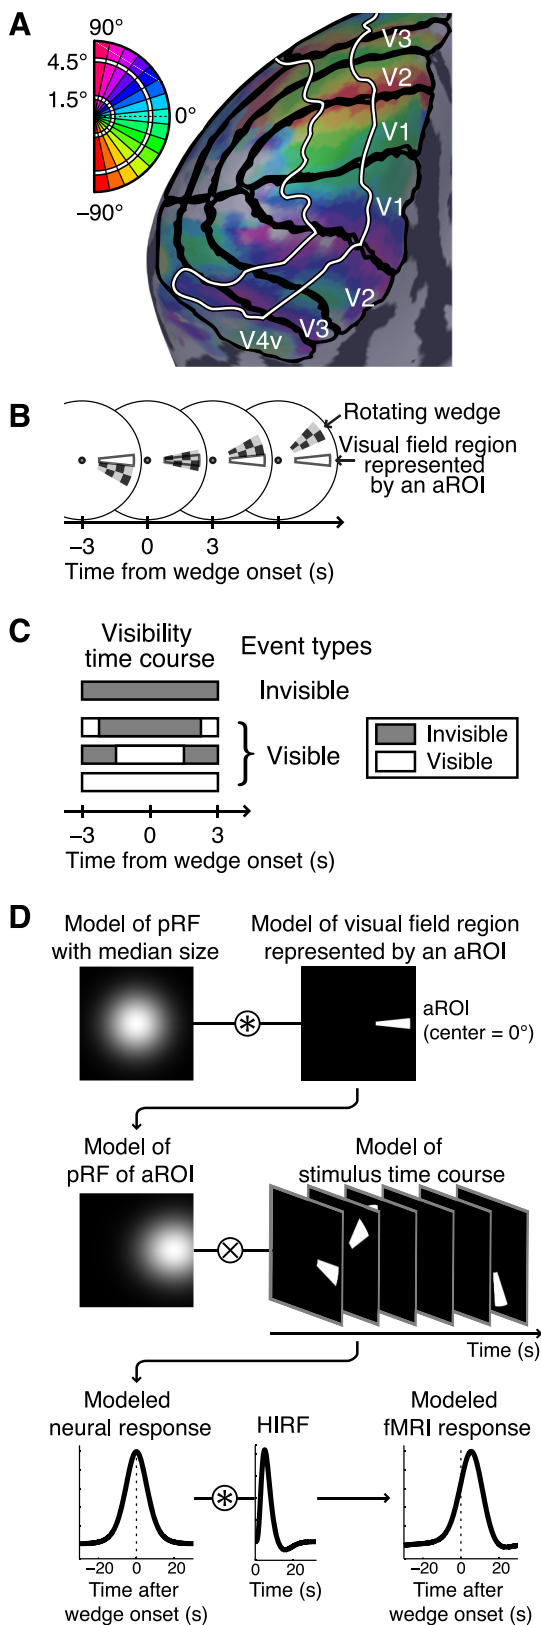 A
90°
4.5°
1.5°
0°
−90°
V3
V2
V1
V1
V2
V3
V4v
B
Rotating wedge
Visual field region
represented
by an aROI
−3 0 3
Time from wedge onset (s)
C
Visibility
time course
Event types
Invisible
Visible
Invisible
Visible
−3 0 3
Time from wedge onset (s)
D
Model of pRF
with median size
Model of visual field region
represented by an aROI
aROI
(center = 0°)
Model of
pRF of aROI
Model of
stimulus time course
Time (s)
Modeled
neural response
HIRF
Modeled
fMRI response
−20 0 20
Time after
wedge onset (s)
0 20
Time (s)
−20 0 20
Time after
wedge onset (s)